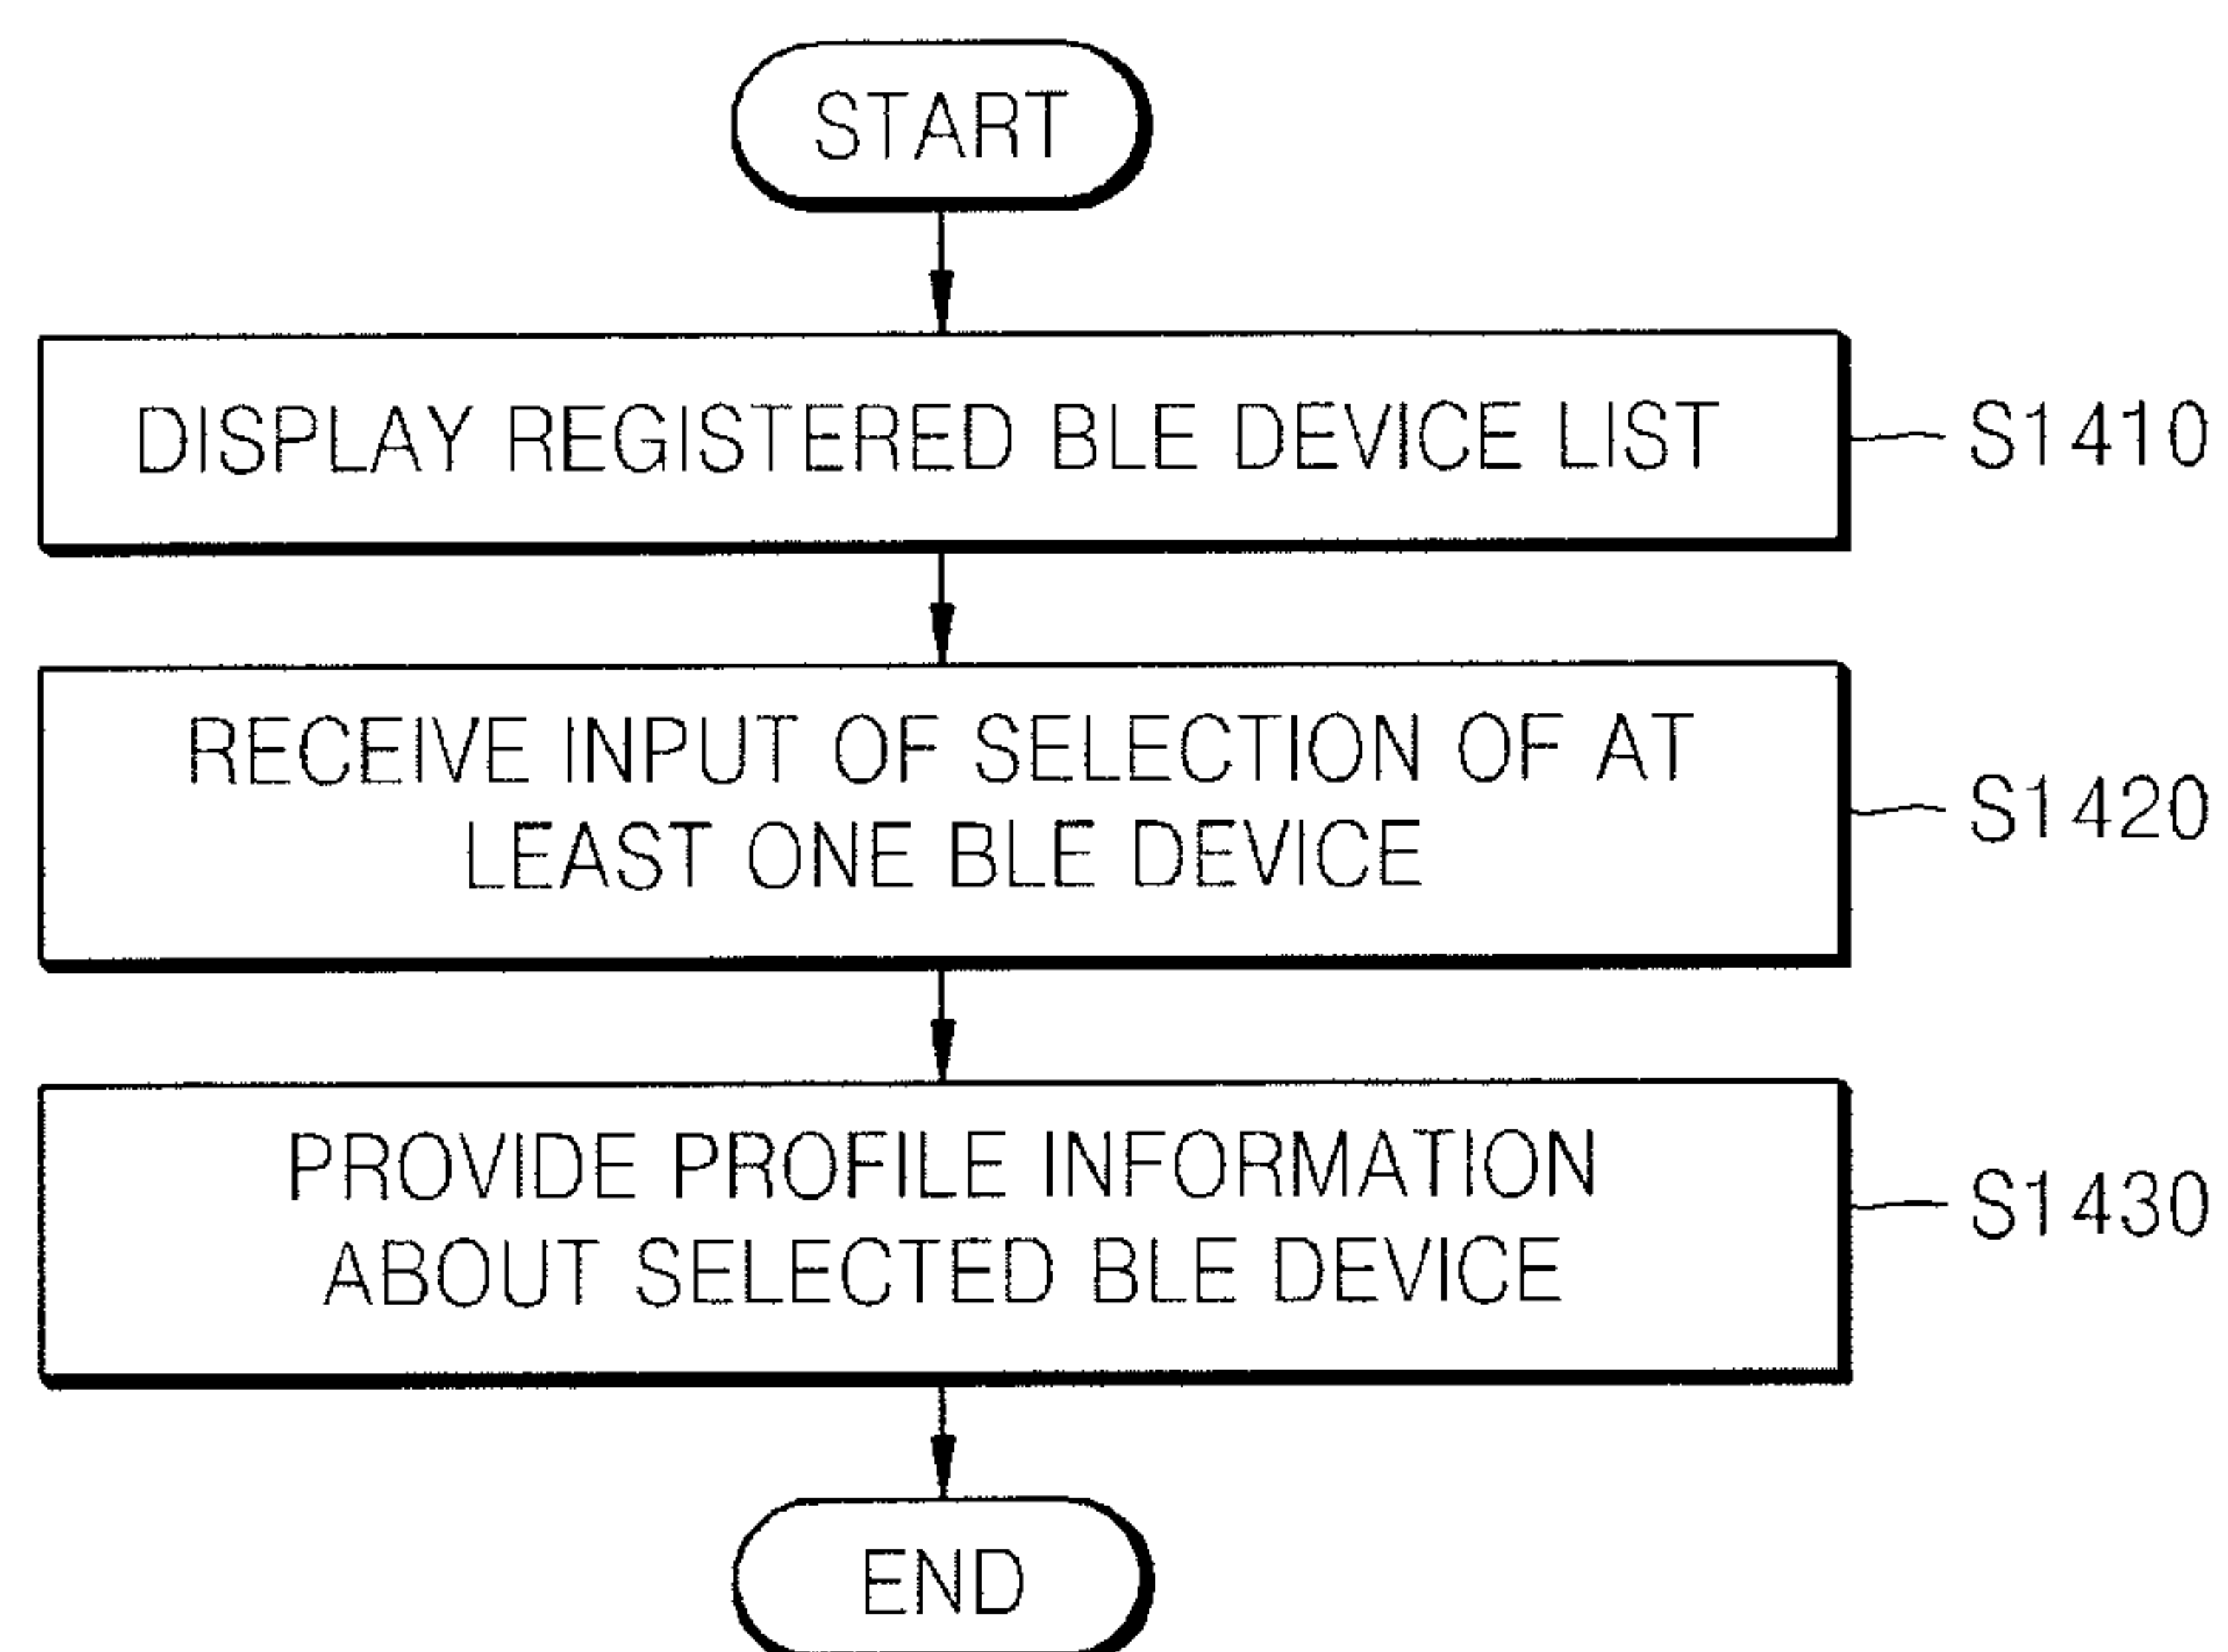 START
DISPLAY REGISTERED BLE DEVICE LIST
S1410
RECEIVE INPUT OF SELECTION OF AT
LEAST ONE BLE DEVICE
S1420
PROVIDE PROFILE INFORMATION
ABOUT SELECTED BLE DEVICE
S1430
END